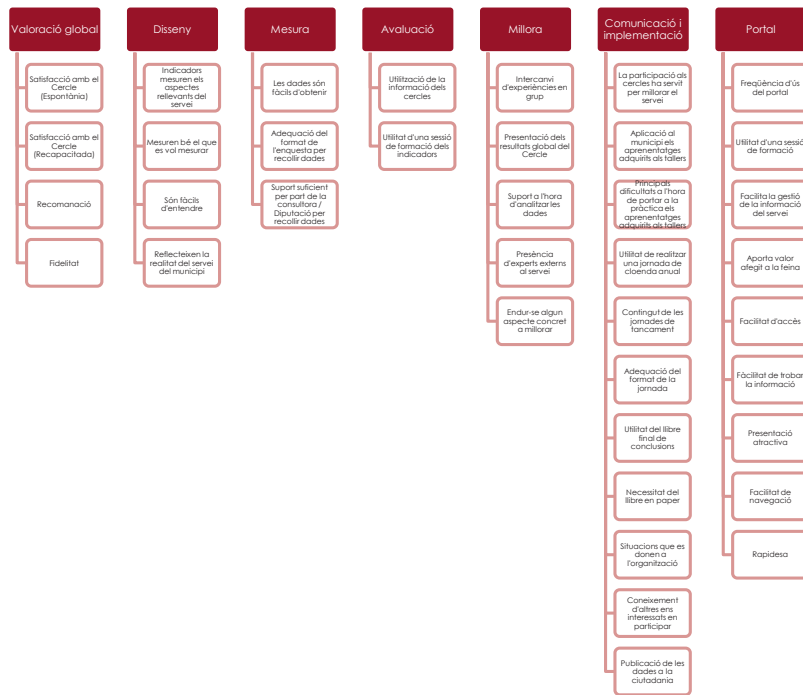 Valoració global
Satisfacció amb el
Cercle
(Espontània)
Satisfacció amb el
Cercle
(Recapacitada)
Recomanació
Fidelitat
Disseny
Indicadors
mesuren els
aspectes
rellevants del
servei
Mesuren bé el que
es vol mesurar
Són fàcils
d'entendre
Reflecteixen la
realitat del servei
del municipi
Mesura
Les dades són
fàcils d'obtenir
Adequació del
format de
l'enquesta per
recollir dades
Suport suficient
per part de la
consultora /
Diputació per
recollir dades
Avaluació
Utilització de la
informació dels
cercles
Utilitat d'una sessió
de formació dels
indicadors
Millora
Intercanvi
d'experiències en
grup
Presentació dels
resultats global del
Cercle
Suport a l'hora
d'analitzar les
dades
Presència
d'experts externs
al servei
Endur-se algun
aspecte concret
a millorar
Comunicació i
implementació
La participació als
cercles ha servit
per millorar el
servei
Aplicació al
municipi els
aprenentatges
adquirits als tallers
Principals
dificultats a l'hora
de portar a la
pràctica els
aprenentatges
adquirits als tallers
Utilitat de realitzar
una jornada de
cloenda anual
Contingut de les
jornades de
tancament
Adequació del
format de la
jornada
Utilitat del llibre
final de
conclusions
Necessitat del
llibre en paper
Situacions que es
donen a
l'organització
Coneixement
d'altres ens
interessats en
participar
Publicació de les
dades a la
ciutadania
Portal
Freqüència d'ús
del portal
Utilitat d'una sessió
de formació
Facilita la gestió
de la informació
del servei
Aporta valor
afegit a la feina
Facilitat d'accés
Fàcilitat de trobar
la informació
Presentació
atractiva
Facilitat de
navegació
Rapidesa